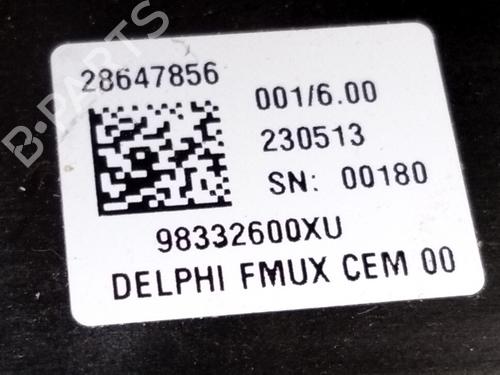 B-PARTS
28647856
001/6.00
230513
SN: 00180
98332600XU
DELPHI FMUX CEM 00